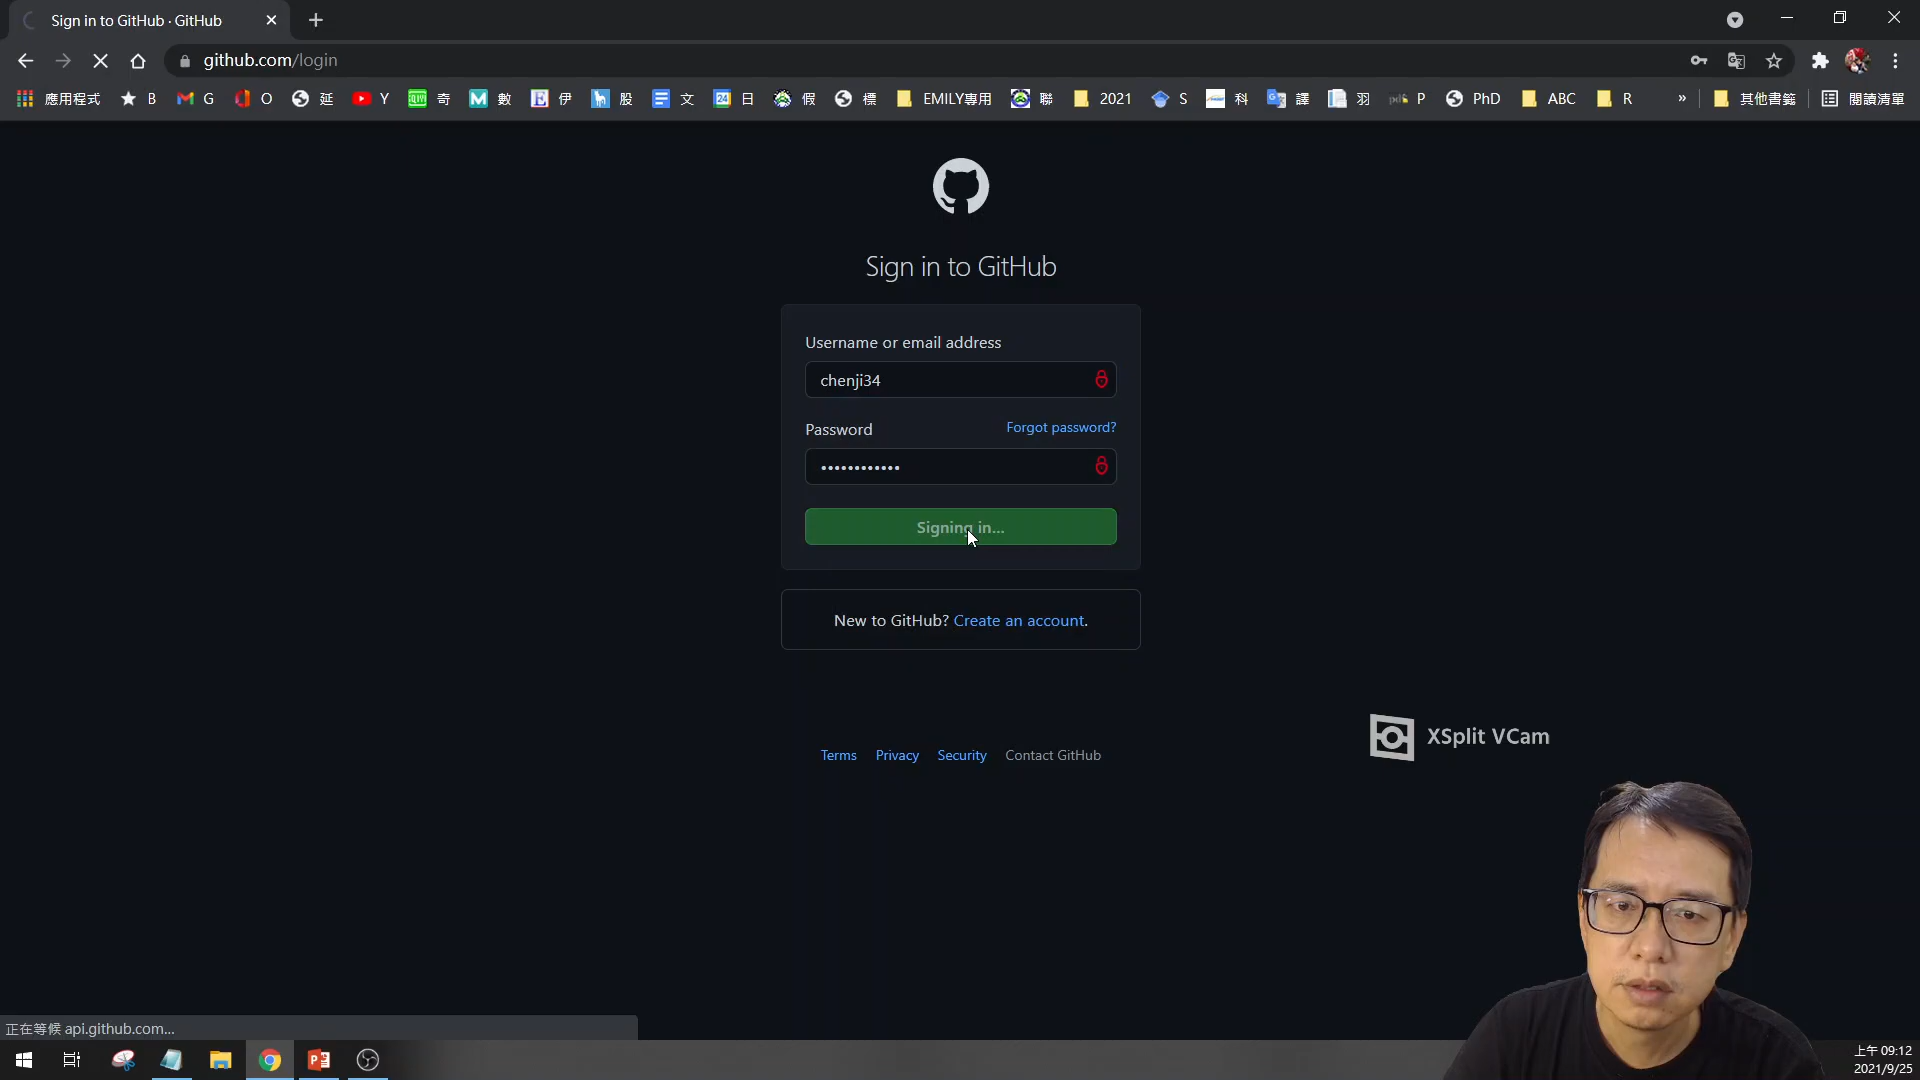 Sign in to GitHub · GitHub
github.com/login
應用程式 B G O 延 Y 奇 數 伊 股 文 日 假 標 EMILY專用 聯 2021 S 科 譯 羽 pdf P PhD ABC R » 其他書籤 閱讀清單
Sign in to GitHub
Username or email address
chenji34
Password Forgot password?
Signing in...
New to GitHub? Create an account.
XSplit VCam
Terms Privacy Security Contact GitHub
正在等候 api.github.com...
上午 09:12
2021/9/25